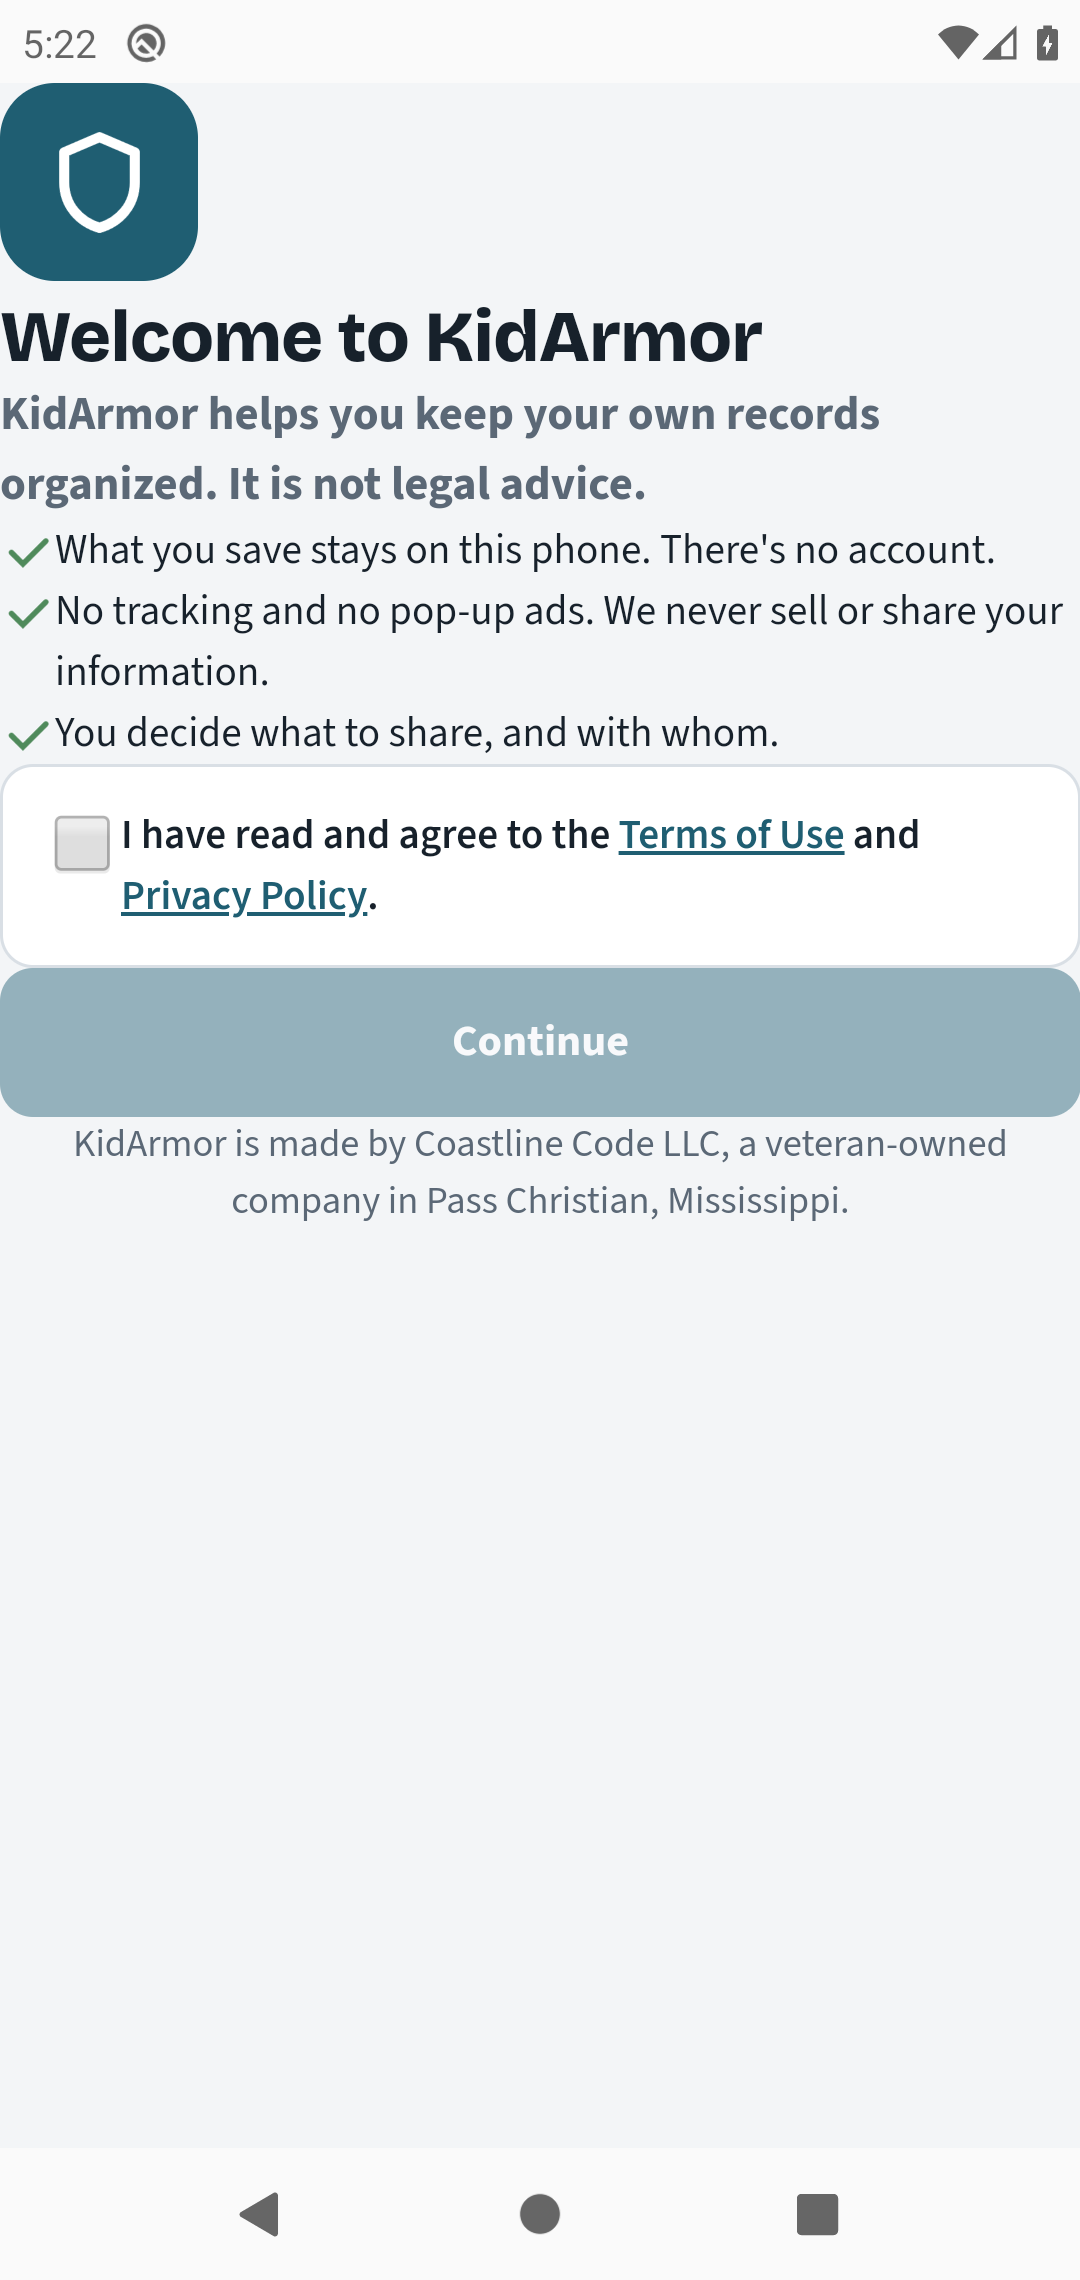 5:22
Welcome to KidArmor
KidArmor helps you keep your own records
organized. It is not legal advice.
What you save stays on this phone. There's no account.
No tracking and no pop-up ads. We never sell or share your
information.
You decide what to share, and with whom.
I have read and agree to the Terms of Use and
Privacy Policy.
Continue
KidArmor is made by Coastline Code LLC, a veteran-owned
company in Pass Christian, Mississippi.